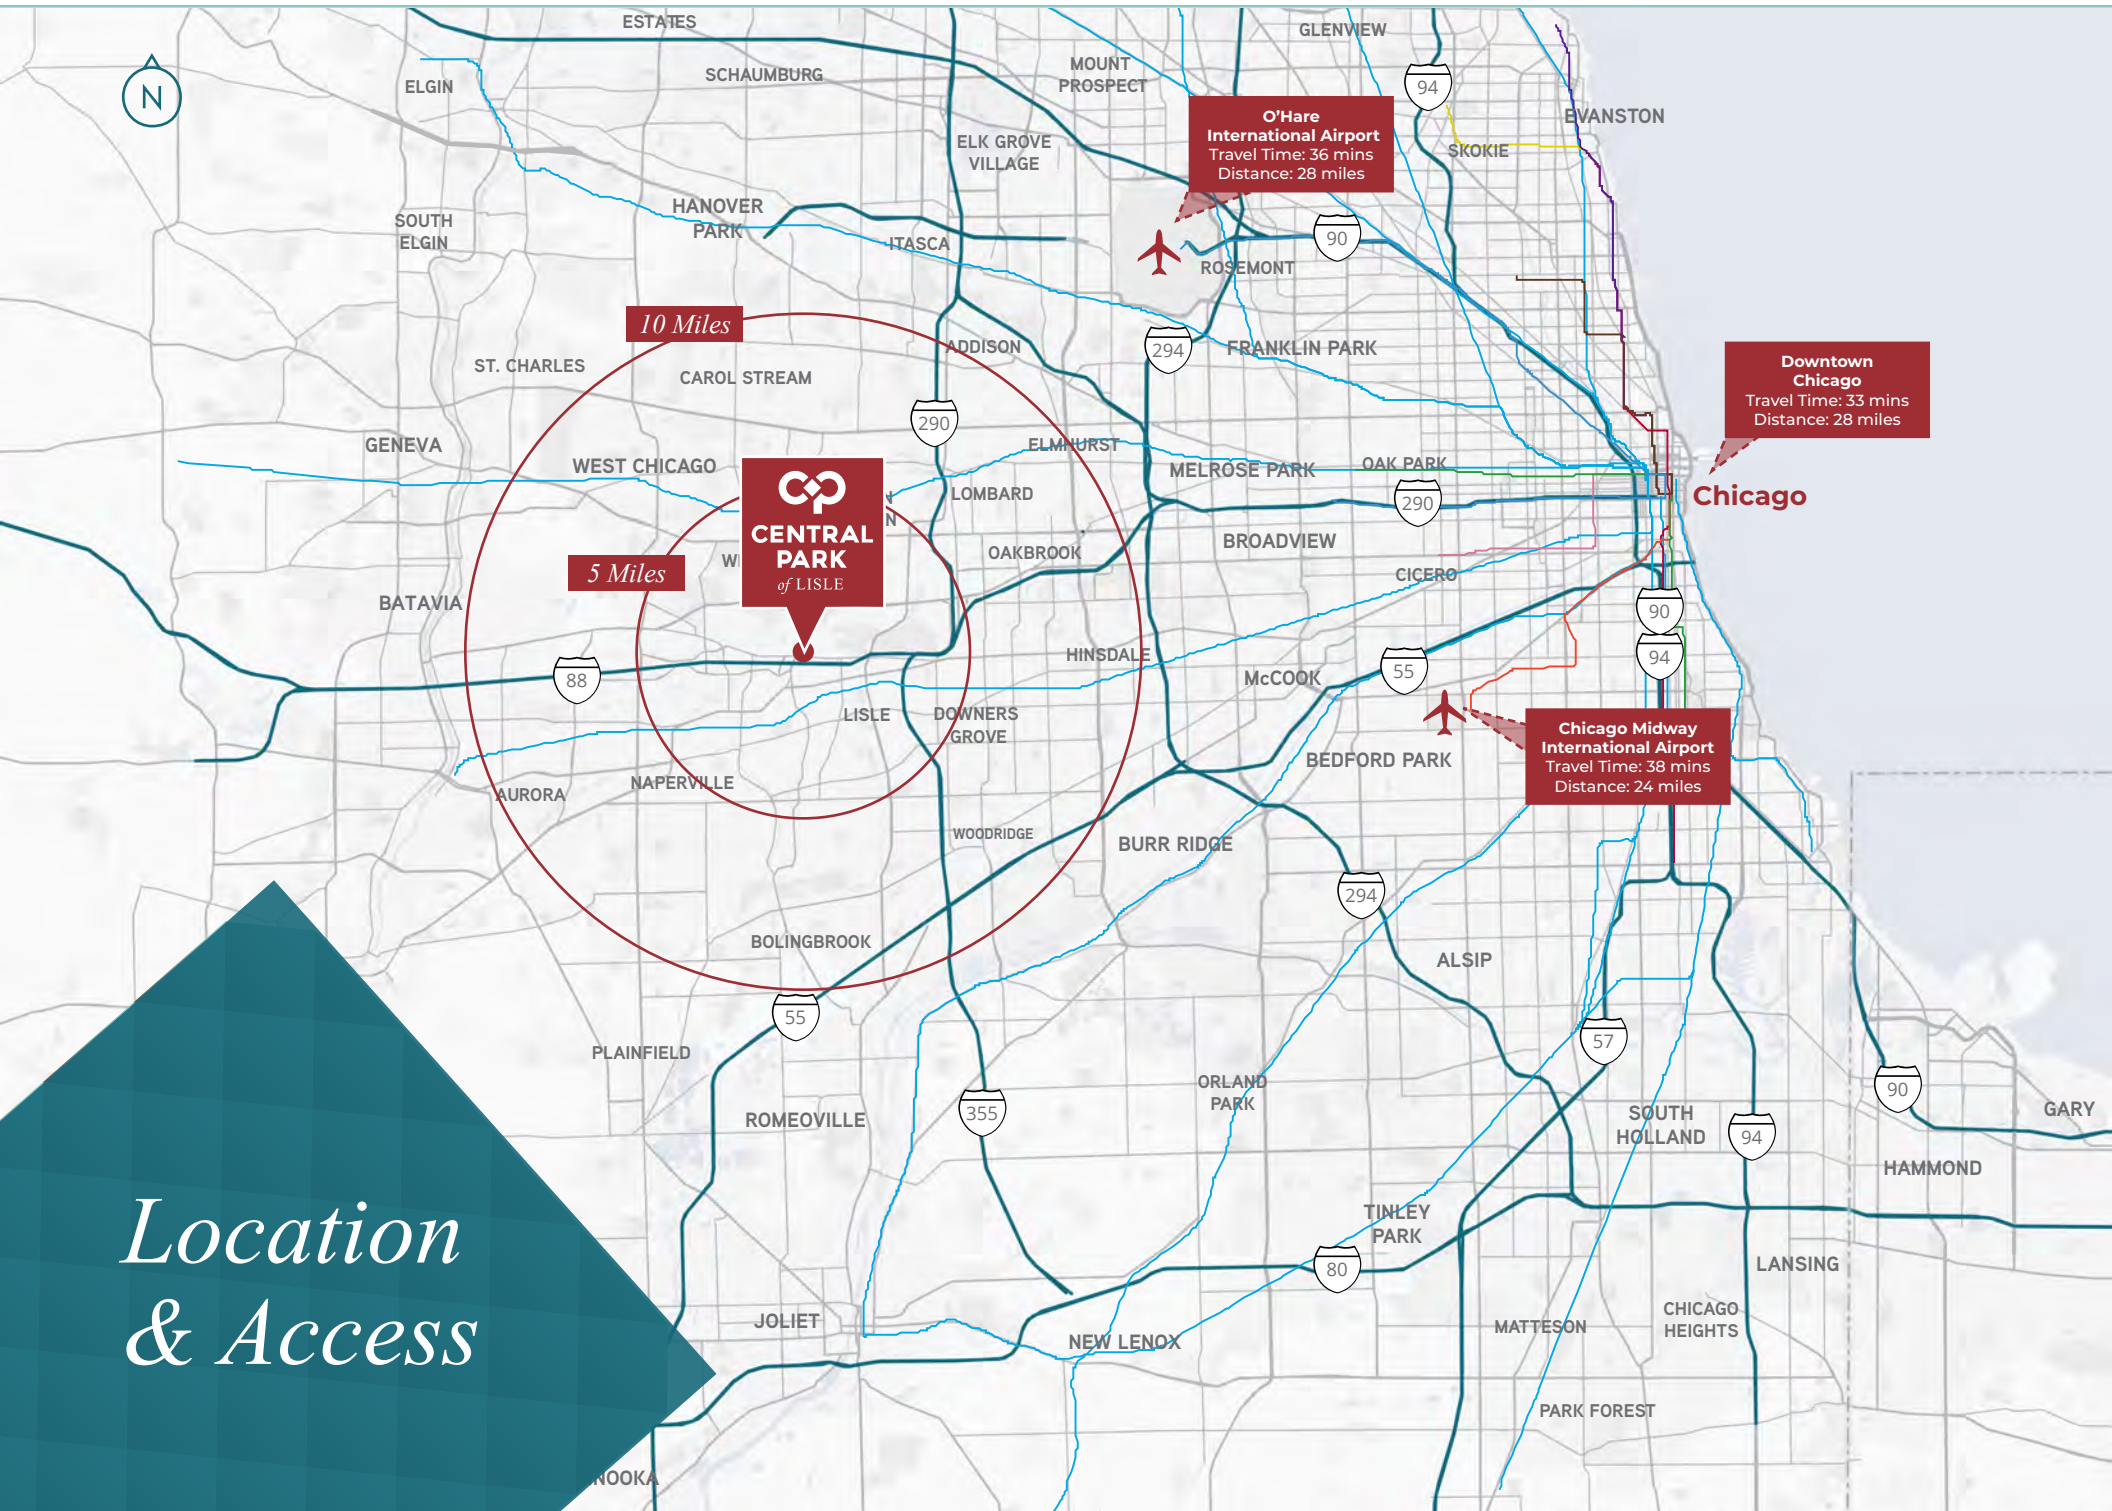 ESTATES
GLENVIEW
N
ELGIN
SCHAUMBURG
MOUNT
PROSPECT
94
EVANSTON
O'Hare
International Airport
Travel Time: 36 mins
Distance: 28 miles
ELK GROVE
VILLAGE
SKOKIE
HANOVER
PARK
SOUTH
ELGIN
ITASCA
90
ROSEMONT
10 Miles
ADDISON
294
FRANKLIN PARK
ST. CHARLES
CAROL STREAM
Downtown
Chicago
Travel Time: 33 mins
Distance: 28 miles
290
GENEVA
ELMHURST
WEST CHICAGO
MELROSE PARK
OAK PARK
LOMBARD
290
Chicago
CENTRAL
PARK
of LISLE
OAKBROOK
BROADVIEW
5 Miles
CICERO
BATAVIA
90
94
HINSDALE
88
McCOOK
55
LISLE
DOWNERS
GROVE
Chicago Midway
International Airport
Travel Time: 38 mins
Distance: 24 miles
BEDFORD PARK
NAPERVILLE
AURORA
WOODRIDGE
BURR RIDGE
294
BOLINGBROOK
ALSIP
55
57
PLAINFIELD
ORLAND
PARK
90
355
ROMEOVILLE
SOUTH
HOLLAND
94
GARY
HAMMOND
Location
& Access
TINLEY
PARK
80
LANSING
JOLIET
NEW LENOX
MATTESON
CHICAGO
HEIGHTS
PARK FOREST
NOOKA